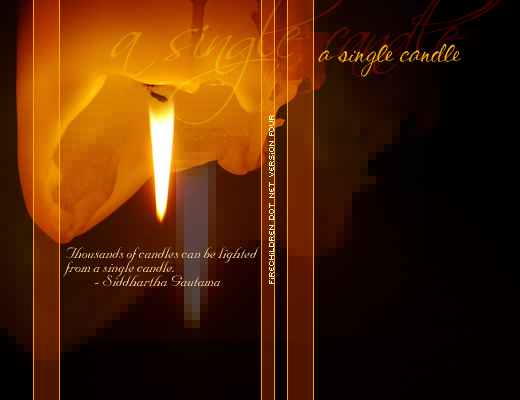 a single candle
a single candle
Thousands of candles can be lighted
from a single candle.
- Siddhartha Gautama
FIRECHILDREN DOT NET VERSION FOUR